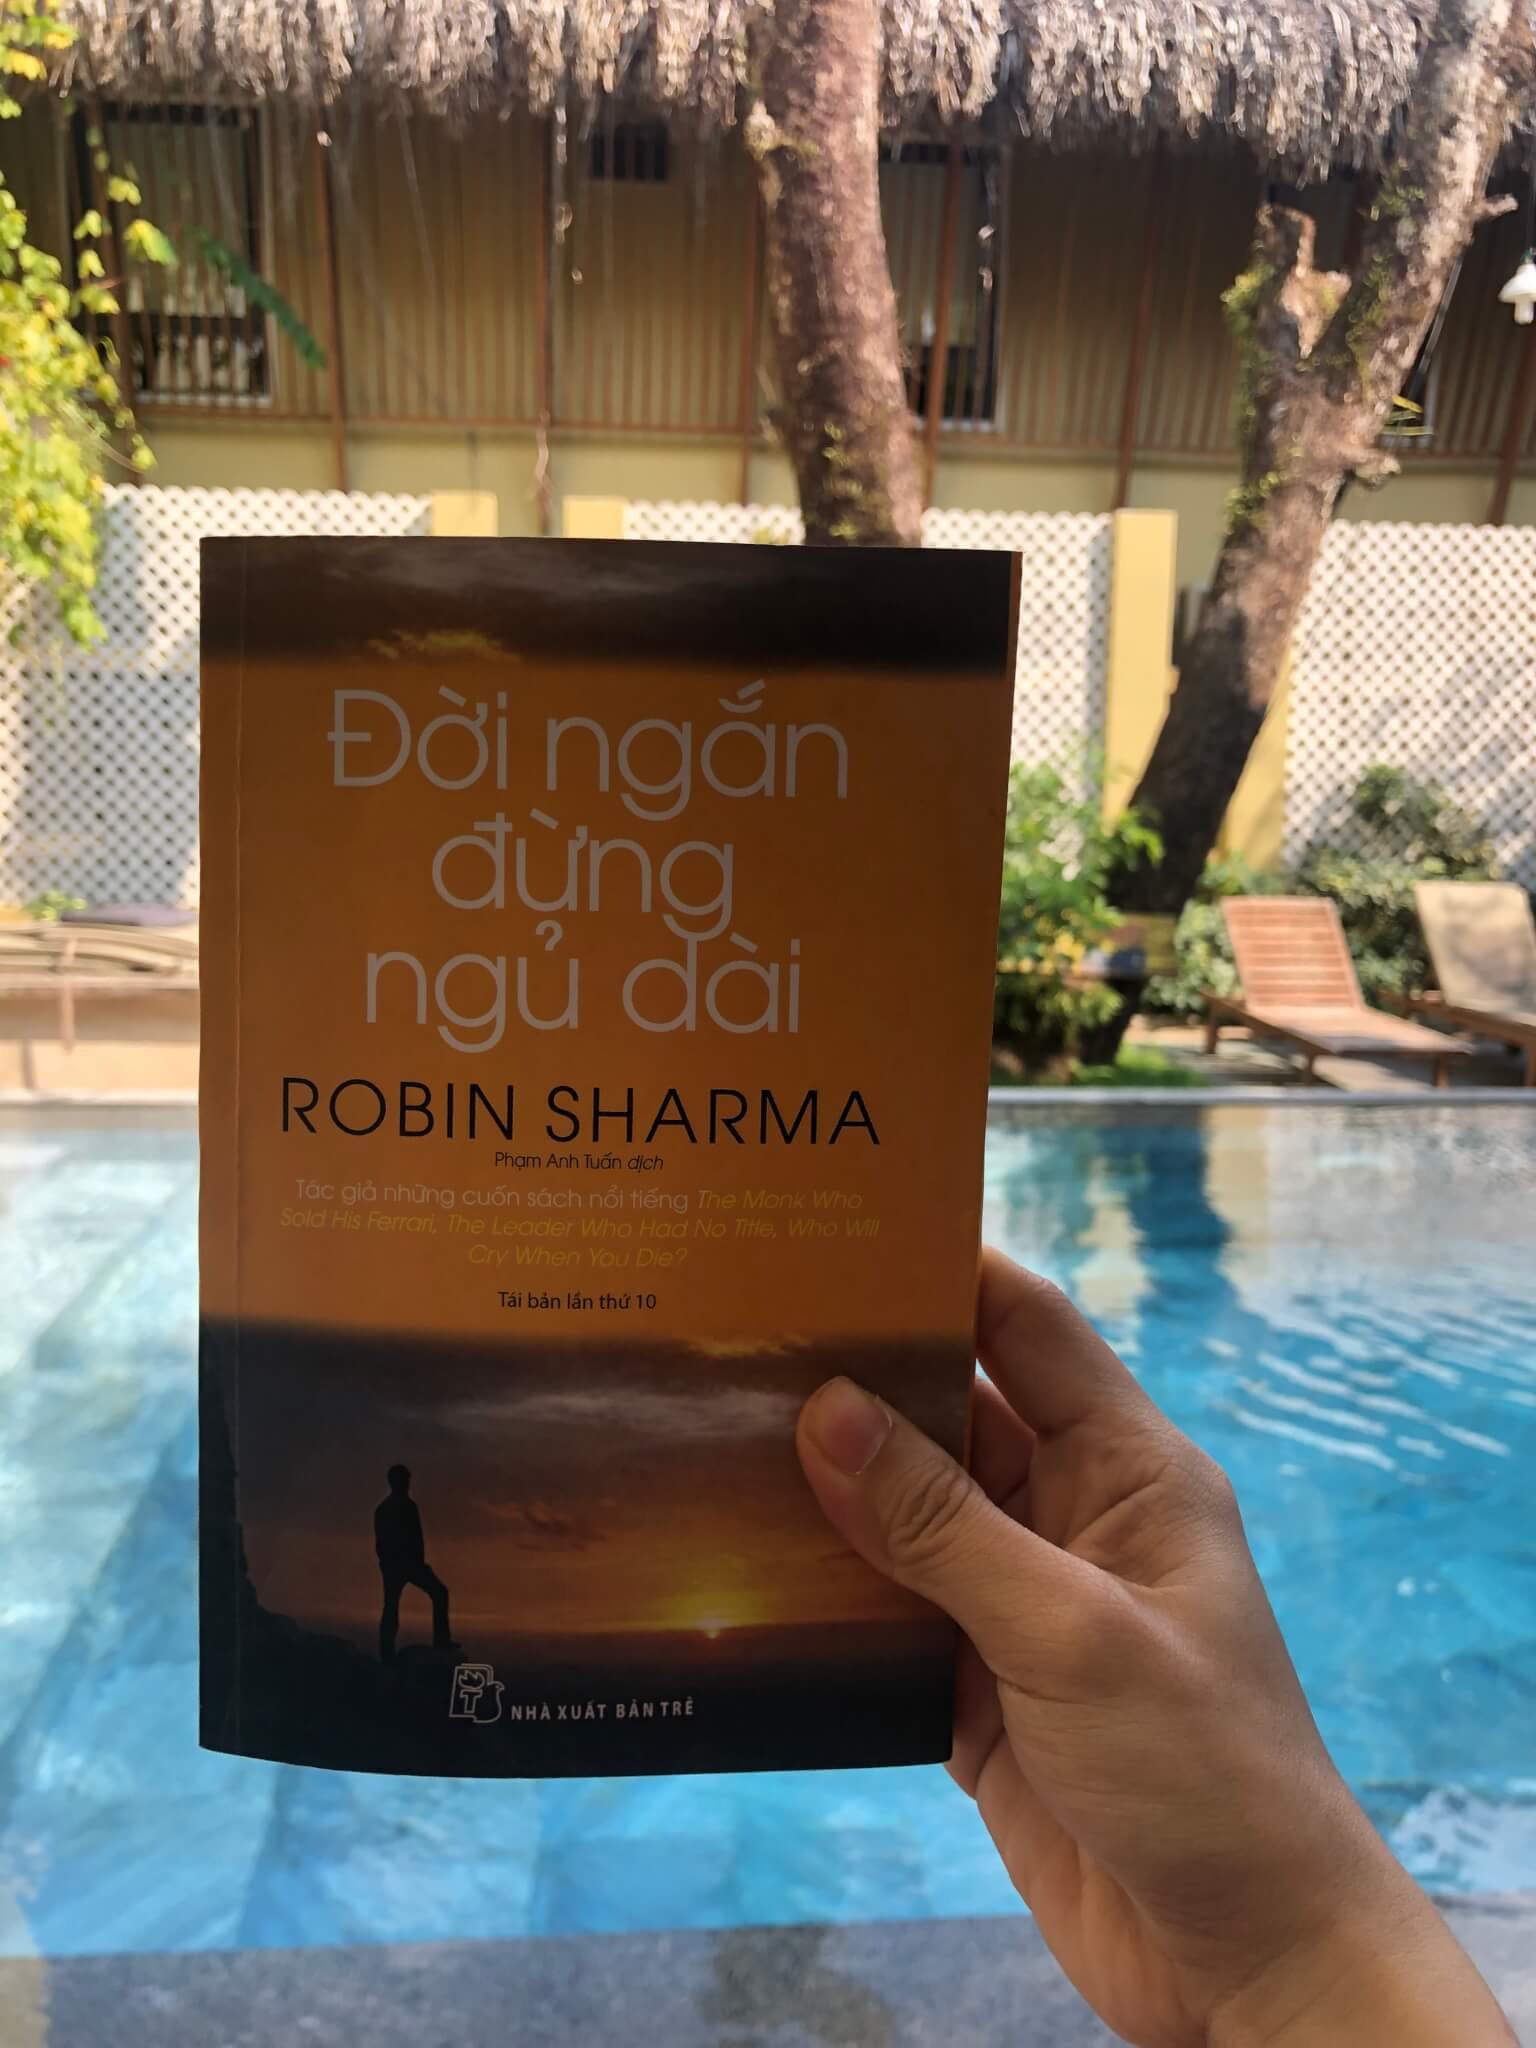 Đời ngắn
đừng
ngủ dài
ROBIN SHARMA
Phạm Anh Tuấn dịch
Tác giả những cuốn sách nổi tiếng The Monk Who
Sold His Ferrari, The Leader Who Had No Title, Who Will
Cry When You Die?
Tái bản lần thứ 10
NHÀ XUẤT BẢN TRẺ